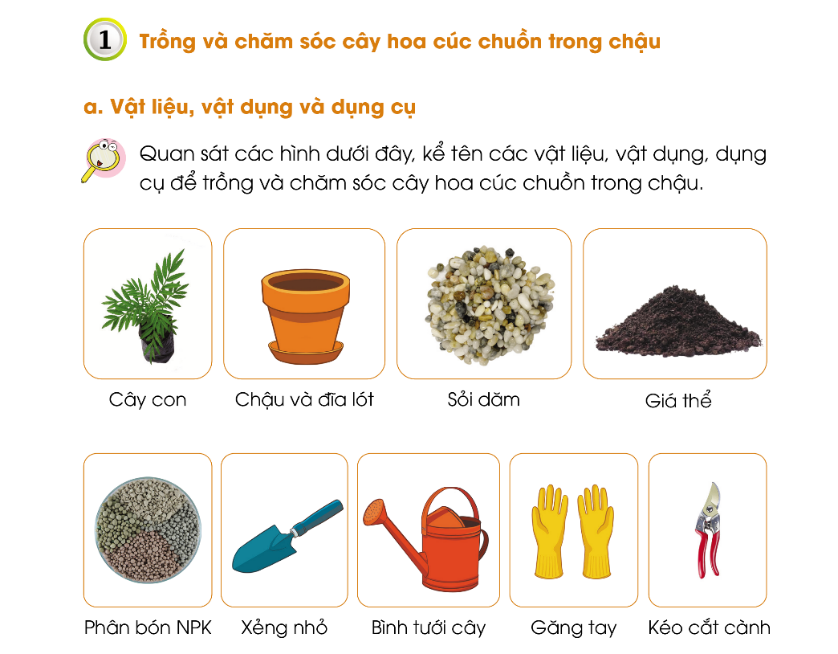 1 Trồng và chăm sóc cây hoa cúc chuồn trong chậu
a. Vật liệu, vật dụng và dụng cụ
Quan sát các hình dưới đây, kể tên các vật liệu, vật dụng, dụng
cụ để trồng và chăm sóc cây hoa cúc chuồn trong chậu.
Cây con
Chậu và đĩa lót
Sỏi dăm
Giá thể
Phân bón NPK
Xẻng nhỏ
Bình tưới cây
Găng tay
Kéo cắt cành